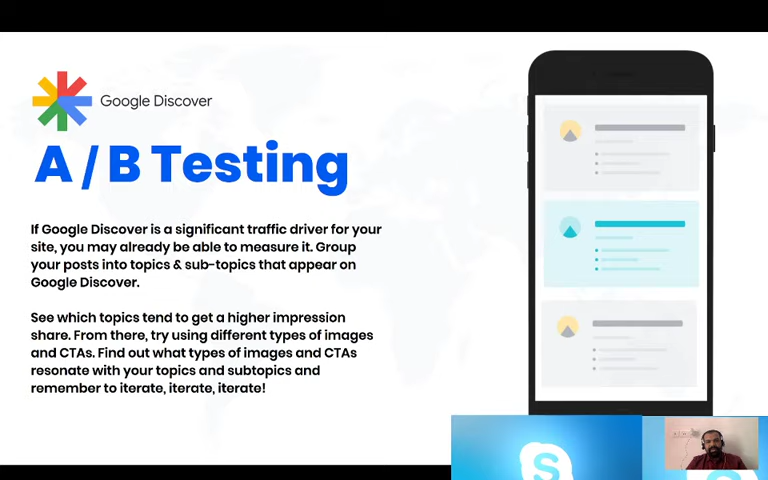 Google Discover
A / B Testing
If Google Discover is a significant traffic driver for your
site, you may already be able to measure it. Group
your posts into topics & sub-topics that appear on
Google Discover.
See which topics tend to get a higher impression
share. From there, try using different types of images
and CTAs. Find out what types of images and CTAs
resonate with your topics and subtopics and
remember to iterate, iterate, iterate!
S